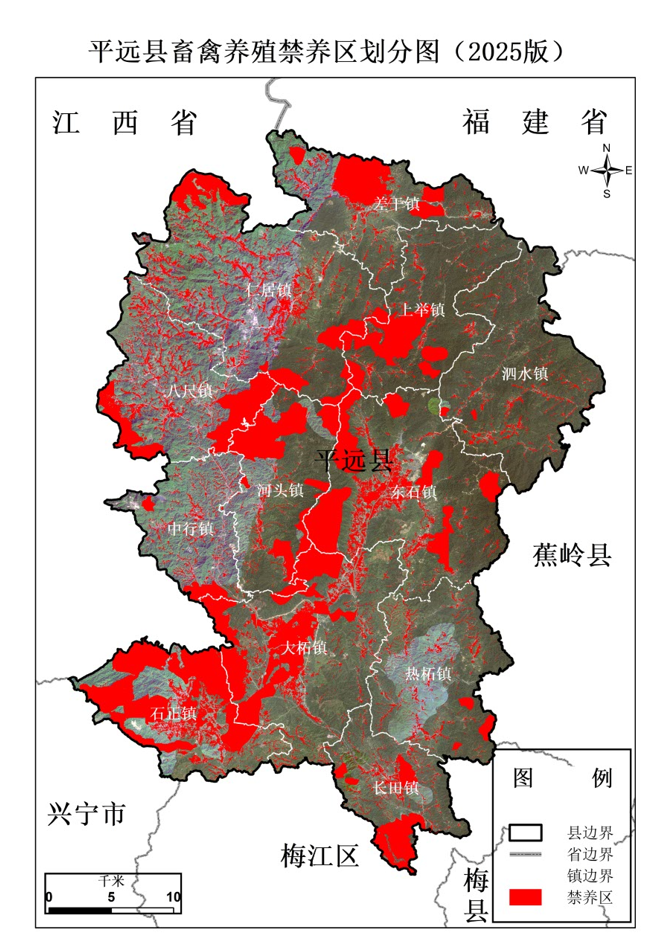 平远县畜禽养殖禁养区划分图（2025版）
江西省
福建省
N
W E
S
差干镇
仁居镇
上举镇
泗水镇
八尺镇
平远县
河头镇
东石镇
中行镇
蕉岭县
大柘镇
热柘镇
石正镇
长田镇
兴宁市
梅江区
梅县
图例
县边界
省边界
镇边界
禁养区
千米
0 5 10